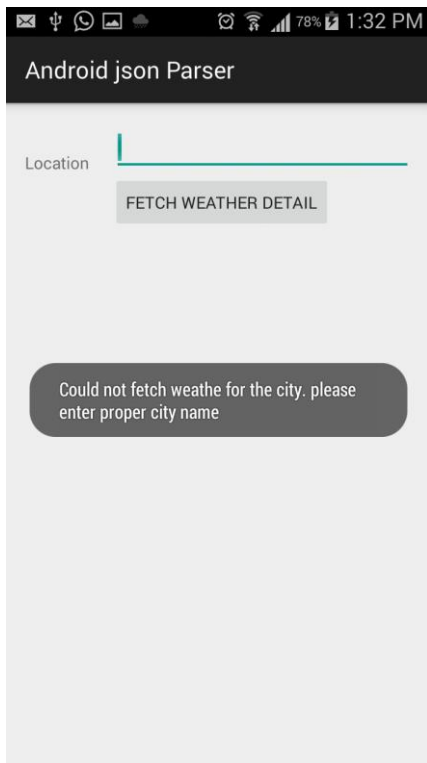 78% 1:32 PM
Android json Parser
Location
FETCH WEATHER DETAIL
Could not fetch weathe for the city. please
enter proper city name